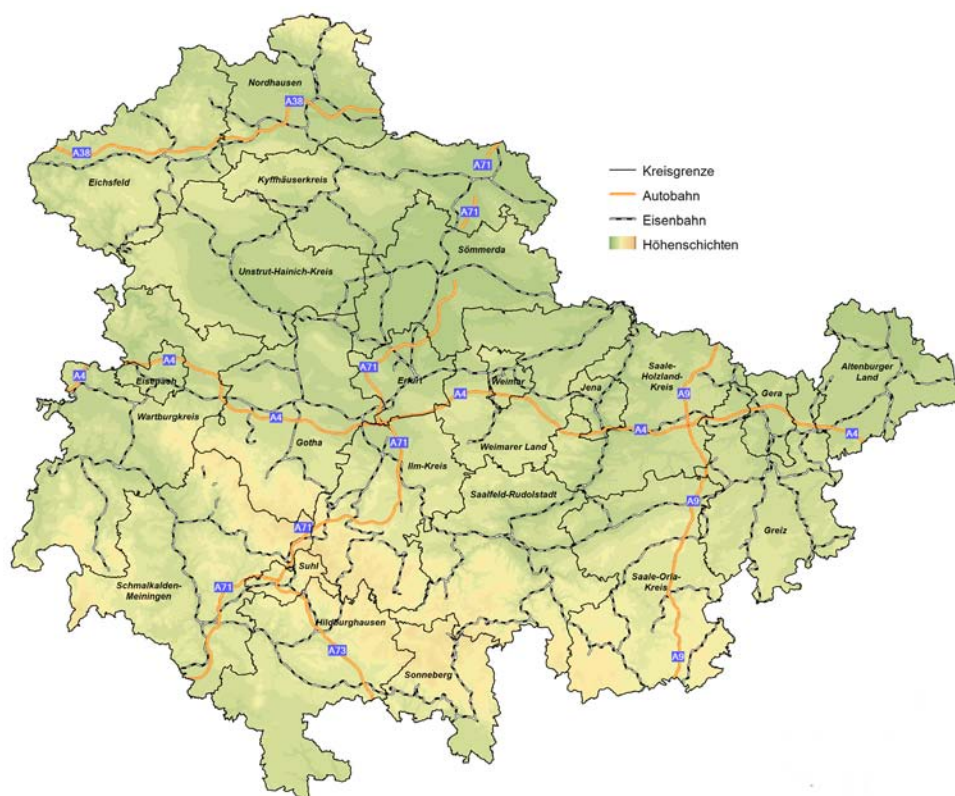 Nordhausen
A38
A38
Eichsfeld
Kyffhäuserkreis
A71
A71
Sömmerda
Unstrut-Hainich-Kreis
Kreisgrenze
Autobahn
Eisenbahn
Höhenschichten
A4
A4
Eisenach
Wartburgkreis
A4
Gotha
A71
Erfurt
A4
Weimar
Weimarer Land
Jena
Saale-
Holzland-
Kreis
A9
A4
Gera
Altenburger
Land
A4
A71
Ilm-Kreis
Saalfeld-Rudolstadt
A9
Greiz
A71
Suhl
Schmalkalden-
Meiningen
A71
Hildburghausen
A73
Sonneberg
Saale-Orla-
Kreis
A9